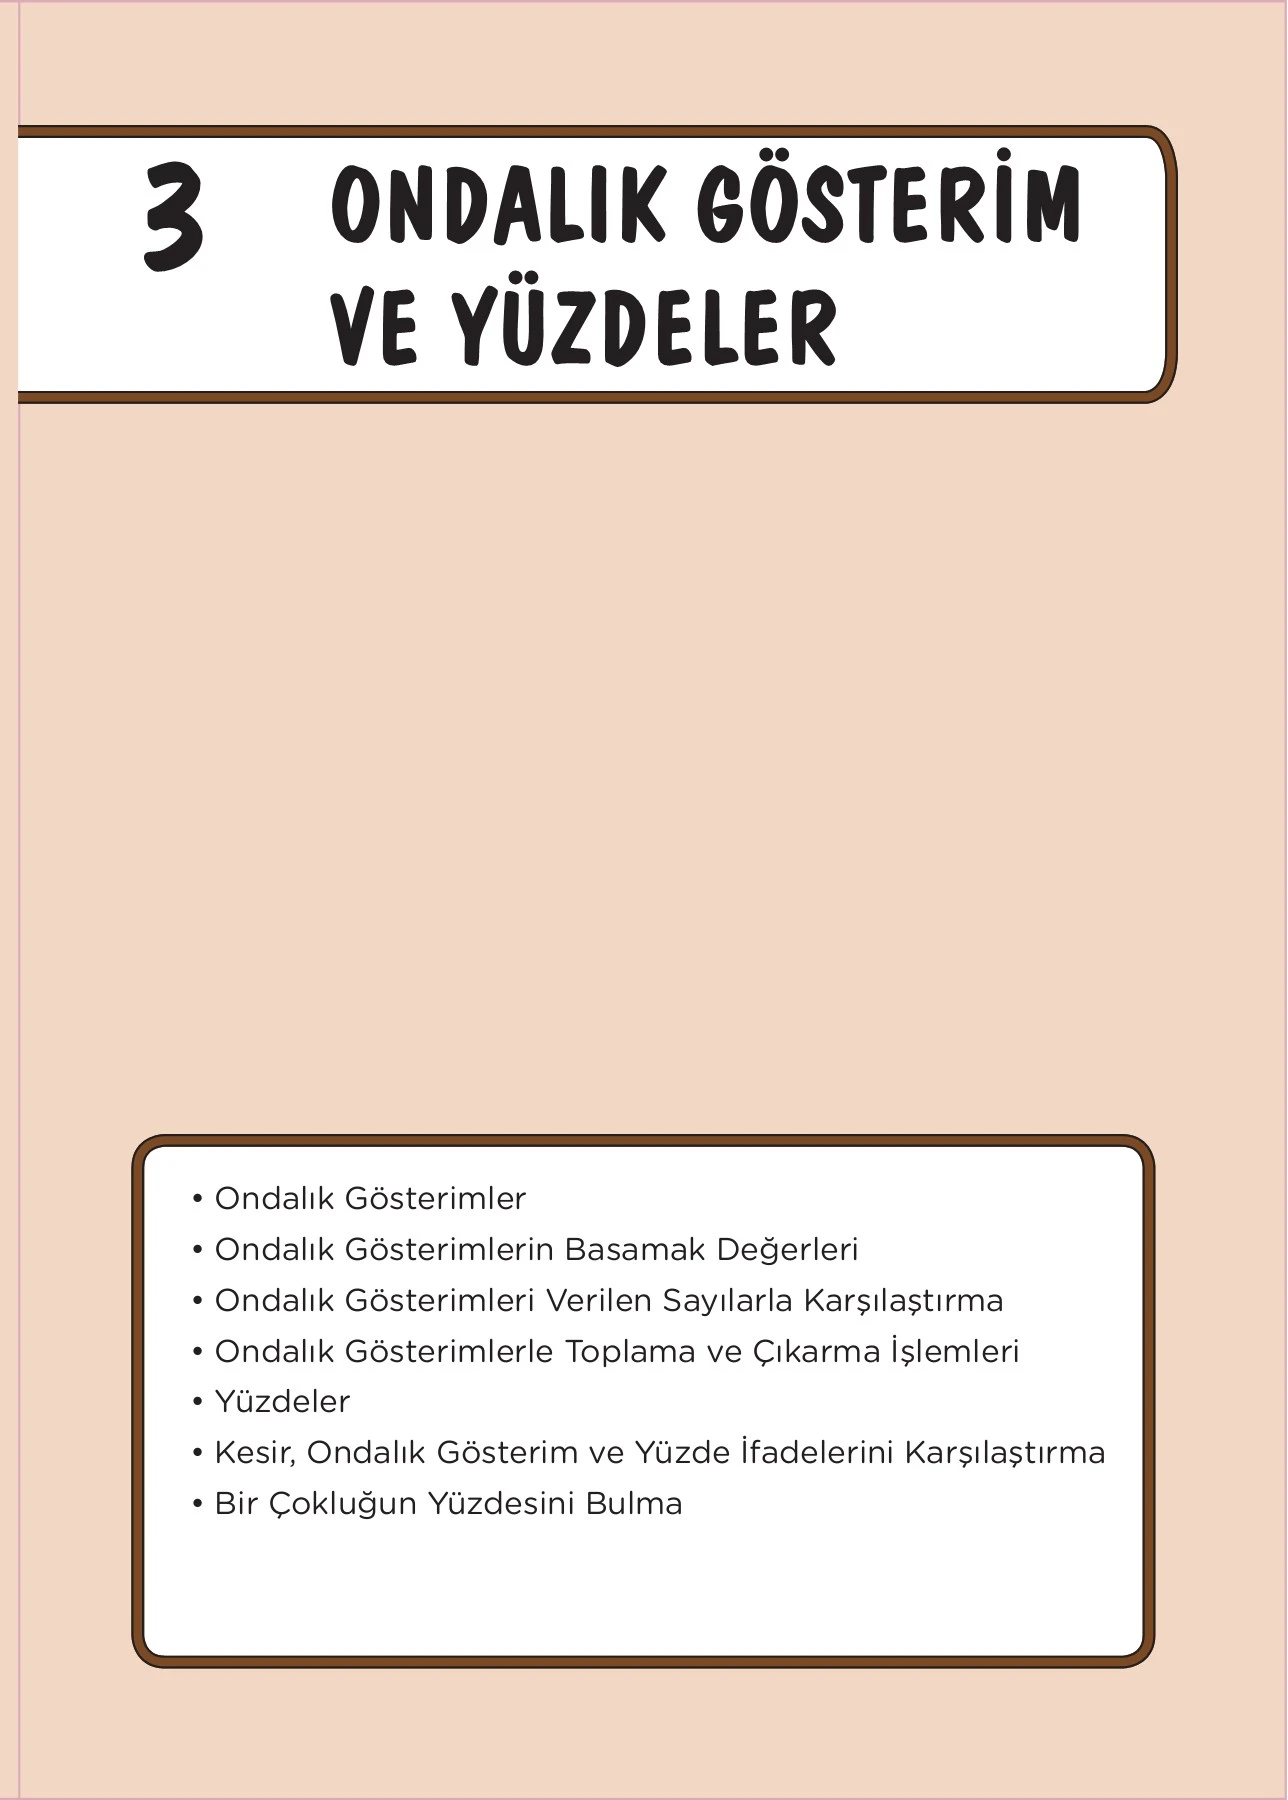 3 ONDALIK GÖSTERİM
VE YÜZDELER
• Ondalık Gösterimler
• Ondalık Gösterimlerin Basamak Değerleri
• Ondalık Gösterimleri Verilen Sayılarla Karşılaştırma
• Ondalık Gösterimlerle Toplama ve Çıkarma İşlemleri
• Yüzdeler
• Kesir, Ondalık Gösterim ve Yüzde İfadelerini Karşılaştırma
• Bir Çokluğun Yüzdesini Bulma